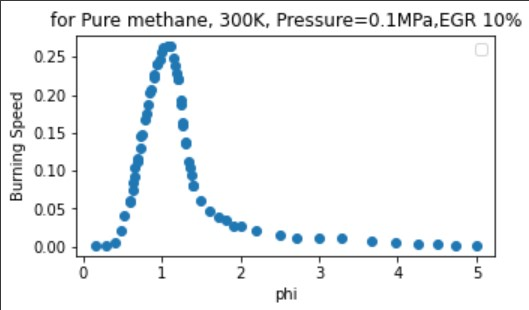 for Pure methane, 300K, Pressure=0.1MPa,EGR 10%
Burning Speed
0.25
0.20
0.15
0.10
0.05
0.00
0 1 2 3 4 5
phi